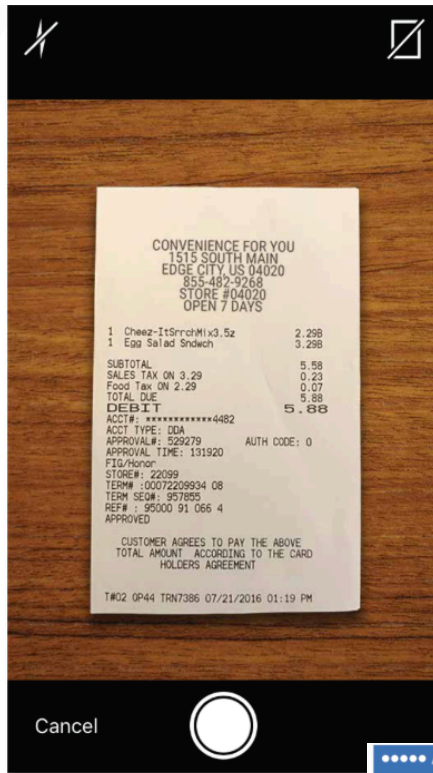 CONVENIENCE FOR YOU
1515 SOUTH MAIN
EDGE CITY, US 04020
855-482-9268
STORE #04020
OPEN 7 DAYS
1 Cheez-ItSrrchMix3.5z 2.29B
1 Egg Salad Sndwch 3.29B
SUBTOTAL 5.58
SALES TAX ON 3.29 0.23
Food Tax ON 2.29 0.07
TOTAL DUE 5.88
DEBIT 5.88
ACCT#: ************4482
ACCT TYPE: DDA
APPROVAL#: 529279 AUTH CODE: 0
APPROVAL TIME: 131920
FIG/Honor
STORE#: 22099
TERM# :00072209934 08
TERM SEQ#: 957855
REF# : 95000 91 066 4
APPROVED
CUSTOMER AGREES TO PAY THE ABOVE
TOTAL AMOUNT ACCORDING TO THE CARD
HOLDERS AGREEMENT
T#02 OP44 TRN7386 07/21/2016 01:19 PM
Cancel